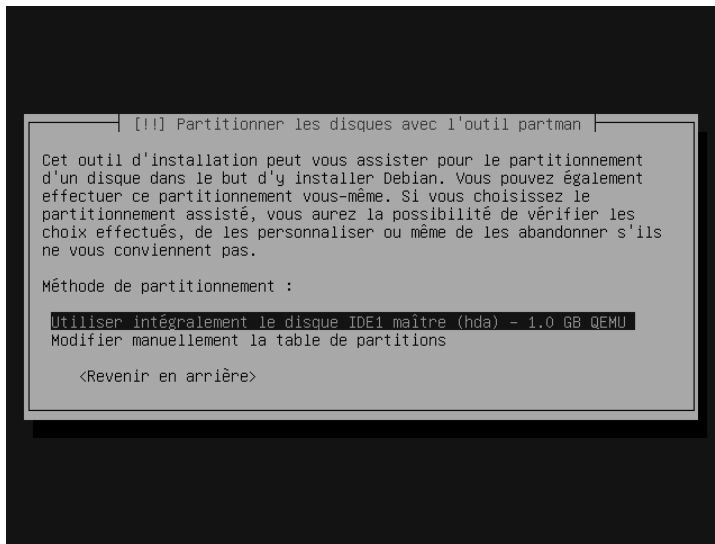 [!!] Partitionner les disques avec l'outil partman
Cet outil d'installation peut vous assister pour le partitionnement
d'un disque dans le but d'y installer Debian. Vous pouvez également
effectuer ce partitionnement vous-même. Si vous choisissez le
partitionnement assisté, vous aurez la possibilité de vérifier les
choix effectués, de les personnaliser ou même de les abandonner s'ils
ne vous conviennent pas.
Méthode de partitionnement :
Utiliser intégralement le disque IDE1 maître (hda) - 1.0 GB QEMU
Modifier manuellement la table de partitions
<Revenir en arrière>